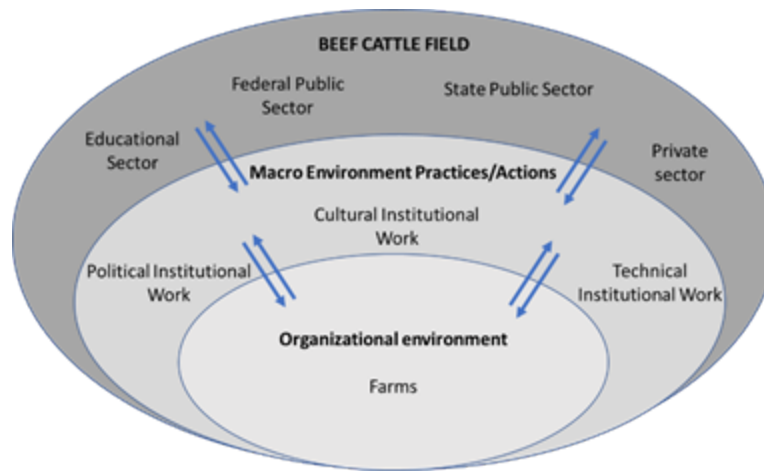 BEEF CATTLE FIELD
Federal Public
Sector
State Public Sector
Educational
Sector
Private
sector
Macro Environment Practices/Actions
Cultural Institutional
Work
Political Institutional
Work
Technical
Institutional Work
Organizational environment
Farms